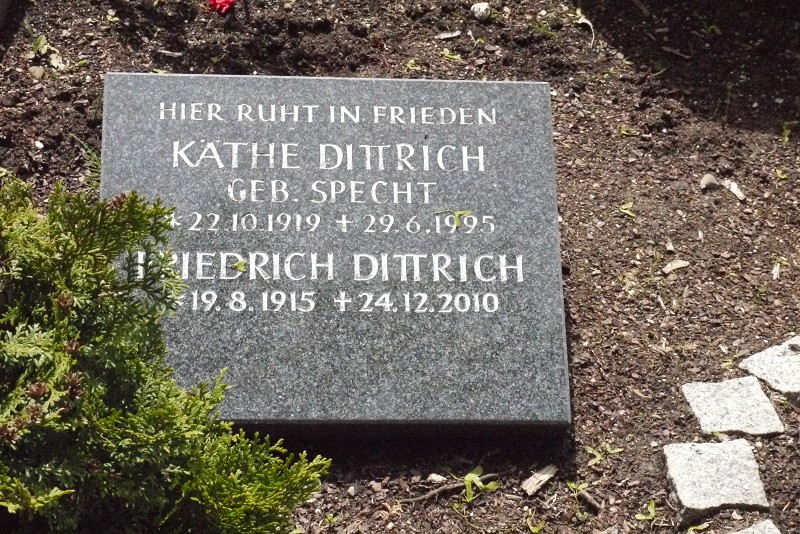 HIER RUHT IN FRIEDEN
KÄTHE DITTRICH
GEB. SPECHT
* 22.10.1919 + 29.6.1995
FRIEDRICH DITTRICH
* 19.8.1915 + 24.12.2010